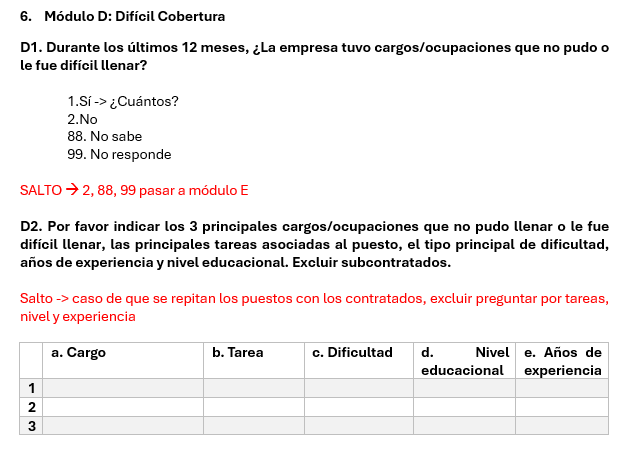 6. Módulo D: Difícil Cobertura
D1. Durante los últimos 12 meses, ¿La empresa tuvo cargos/ocupaciones que no pudo o
le fue difícil llenar?
1.Sí -> ¿Cuántos?
2.No
88. No sabe
99. No responde
SALTO → 2, 88, 99 pasar a módulo E
D2. Por favor indicar los 3 principales cargos/ocupaciones que no pudo llenar o le fue
difícil llenar, las principales tareas asociadas al puesto, el tipo principal de dificultad,
años de experiencia y nivel educacional. Excluir subcontratados.
Salto -> caso de que se repitan los puestos con los contratados, excluir preguntar por tareas,
nivel y experiencia
a. Cargo b. Tarea c. Dificultad d. Nivel e. Años de
educacional experiencia
1
2
3